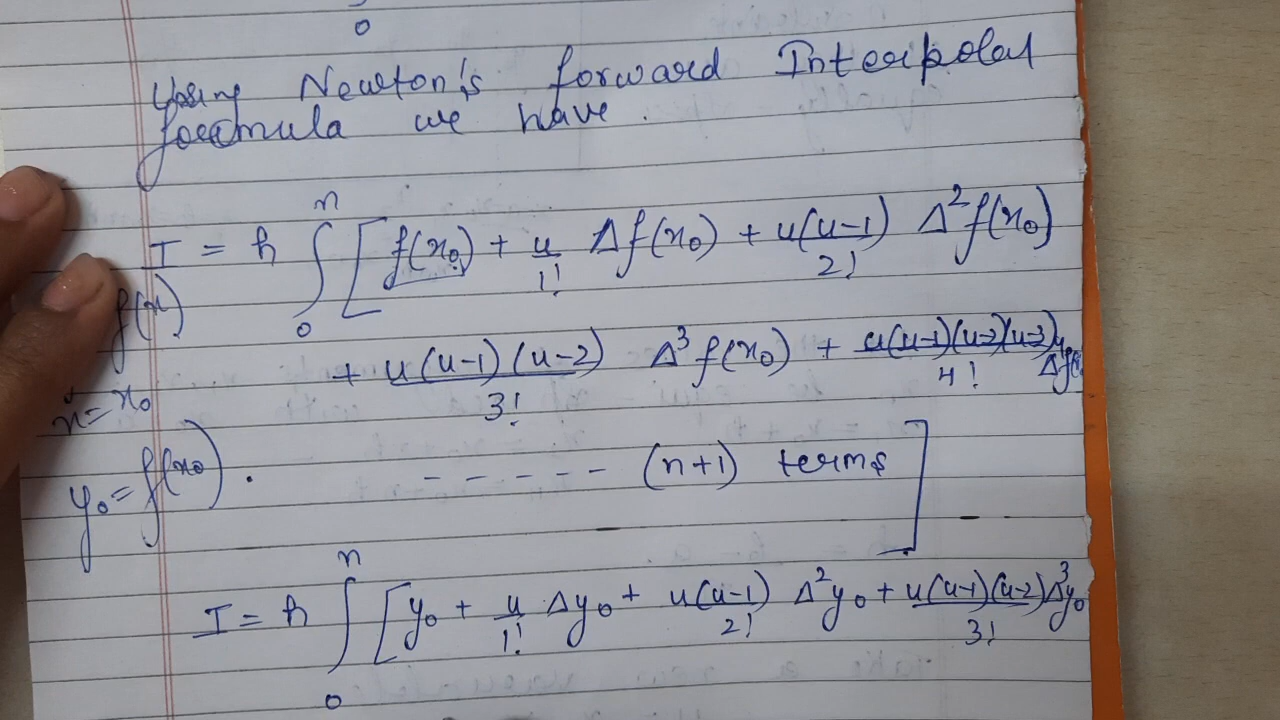 0
Using Newton's forward Interpolat
formula we have.
I = h ∫₀ⁿ [ f(x₀) + u/1! Δf(x₀) + u(u-1)/2! Δ²f(x₀)
f(x)
+ u(u-1)(u-2)/3! Δ³f(x₀) + u(u-1)(u-2)(u-3)/4!
x = x₀
y₀ = f(x₀).
- - - - - (n+1) terms ]
I = h ∫₀ⁿ [ y₀ + u/1! Δy₀ + u(u-1)/2! Δ²y₀ + u(u-1)(u-2)/3! Δ³y₀